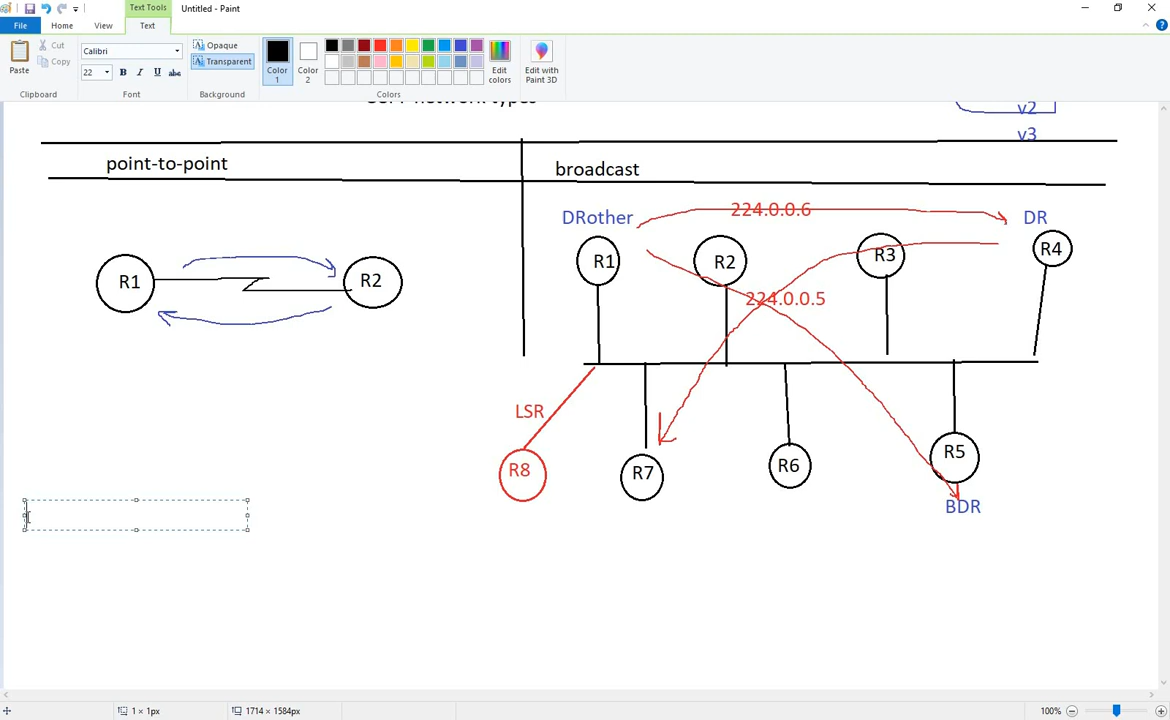 Text Tools
Untitled - Paint
File
Home
View
Text
Paste
Cut
Copy
Clipboard
Calibri
22
B I U abc
Font
Opaque
Transparent
Background
Color 1
Color 2
Edit colors
Colors
Edit with Paint 3D
network types
v2
v3
point-to-point
broadcast
DRother
224.0.0.6
DR
R1
R2
R1
R2
R3
R4
224.0.0.5
LSR
R8
R7
R6
R5
BDR
1 × 1px
1714 × 1584px
100%